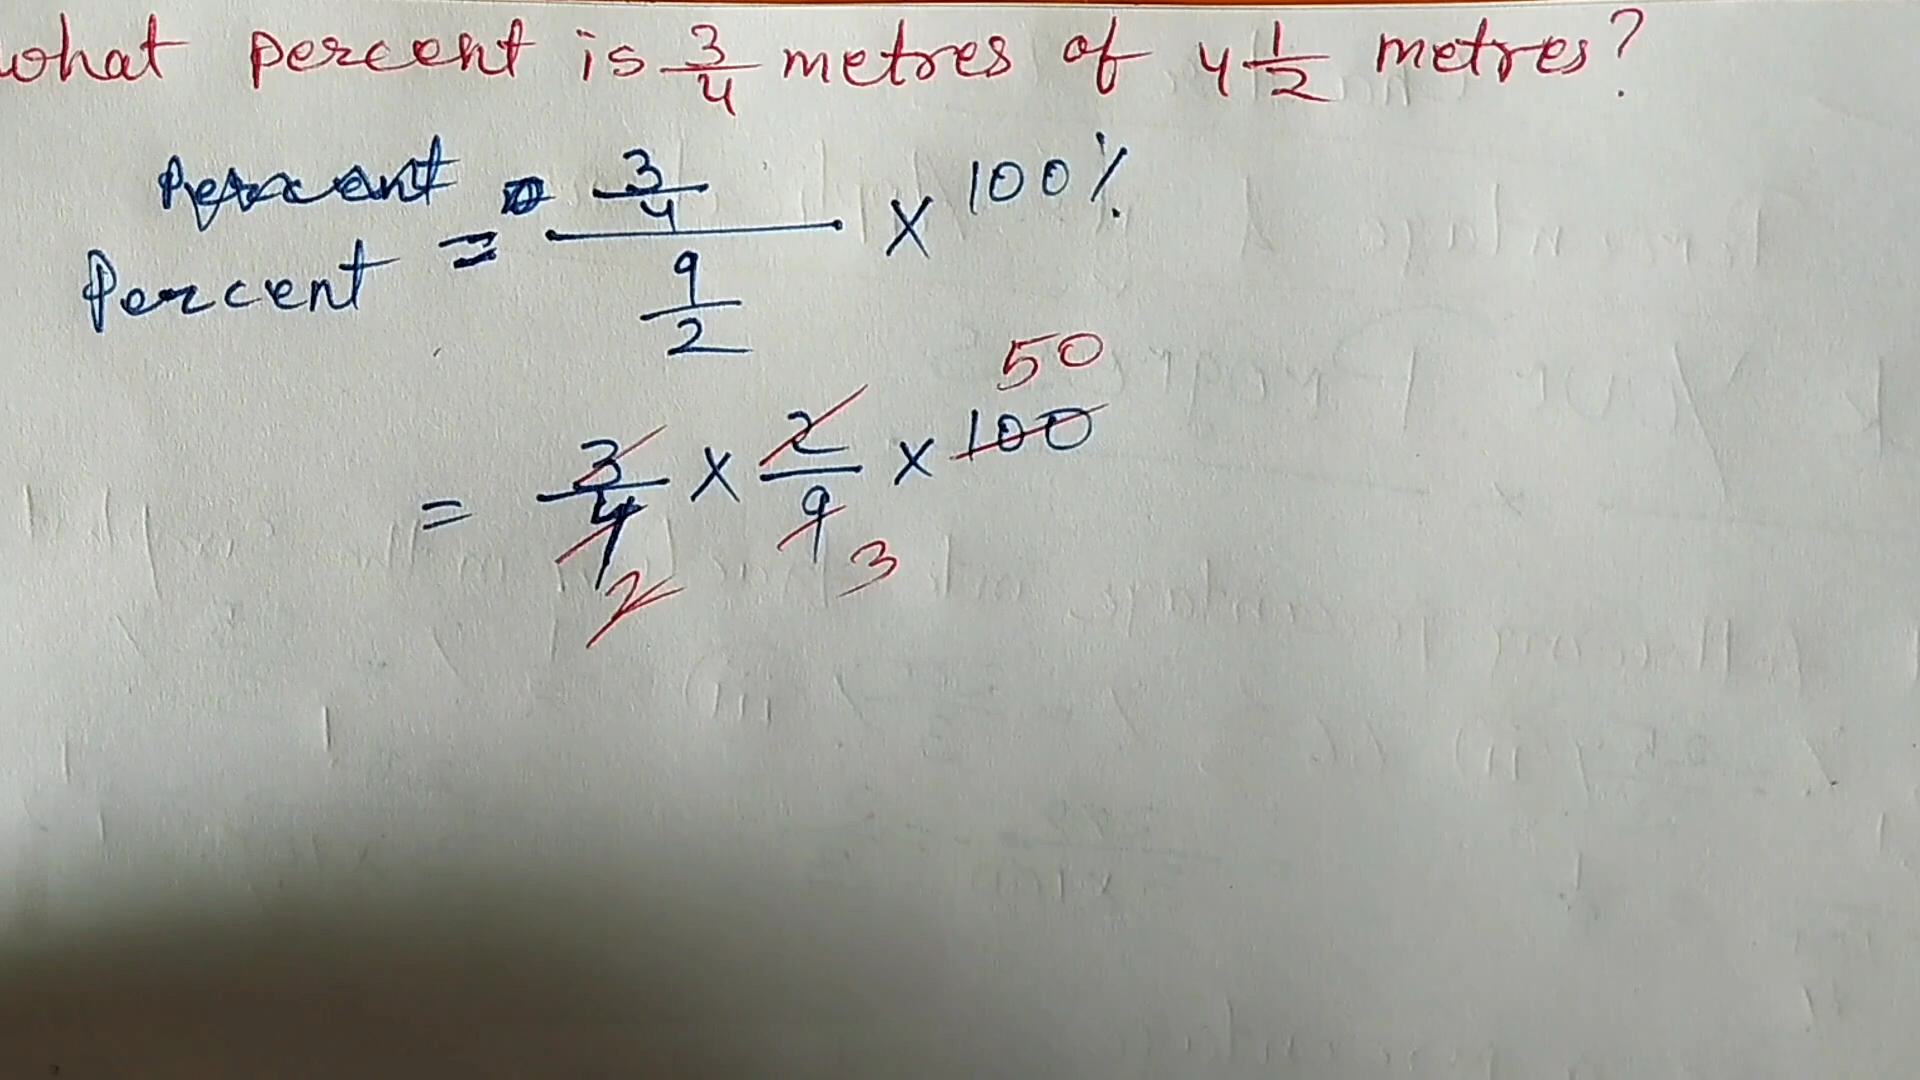 what percent is 3/4 metres of 4 1/2 metres?
Percent = 3/4 / 9/2 × 100%
50
= 3/4 × 2/9 × 100
2 3